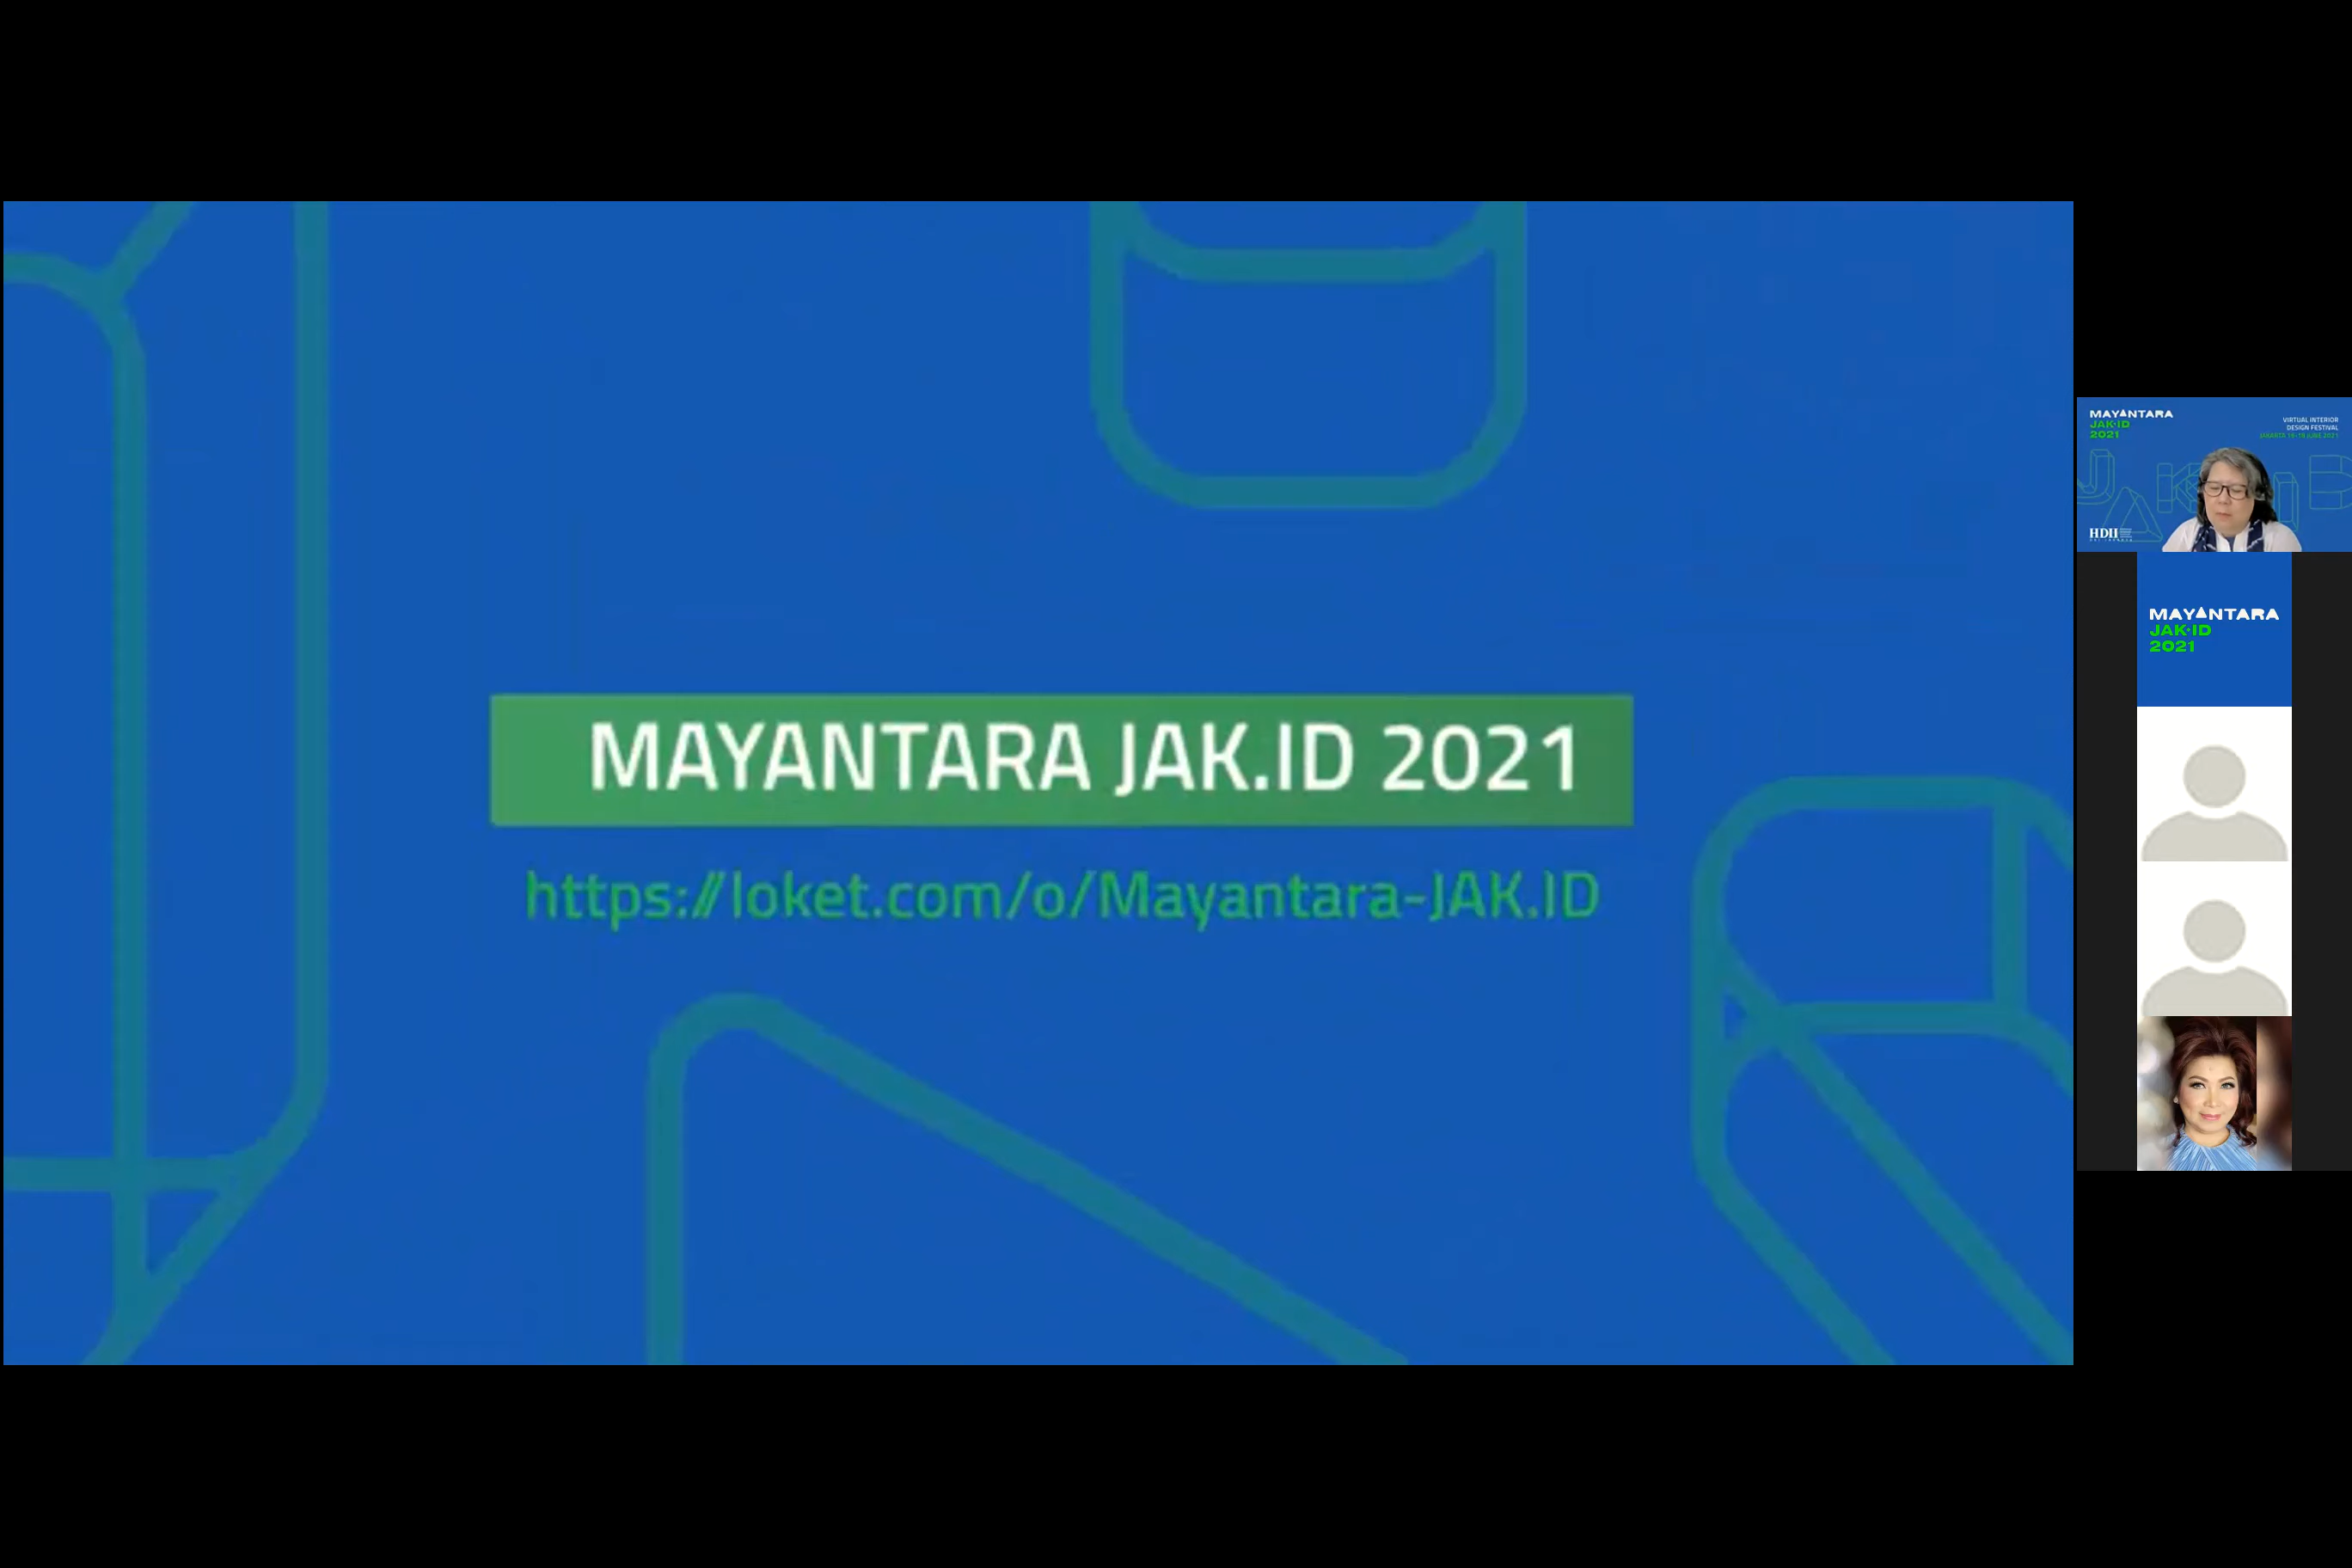 MAYANTARA JAK.ID 2021
https://loket.com/o/Mayantara-JAK.ID
MAYANTARA
JAK·ID
2021
VIRTUAL INTERIOR
DESIGN FESTIVAL
HDII
MAYANTARA
JAK·ID
2021